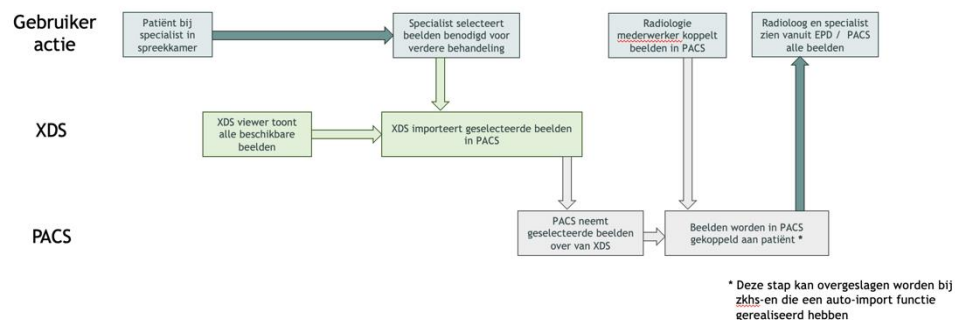 Gebruiker
actie
Patiënt bij
specialist in
spreekkamer
Specialist selecteert
beelden benodigd voor
verdere behandeling
Radiologie
medewerker koppelt
beelden in PACS
Radioloog en specialist
zien vanuit EPD / PACS
alle beelden
XDS
XDS viewer toont
alle beschikbare
beelden
XDS importeert geselecteerde beelden
in PACS
PACS
PACS neemt
geselecteerde beelden
over van XDS
Beelden worden in PACS
gekoppeld aan patiënt *
* Deze stap kan overgeslagen worden bij
zkhs-en die een auto-import functie
gerealiseerd hebben